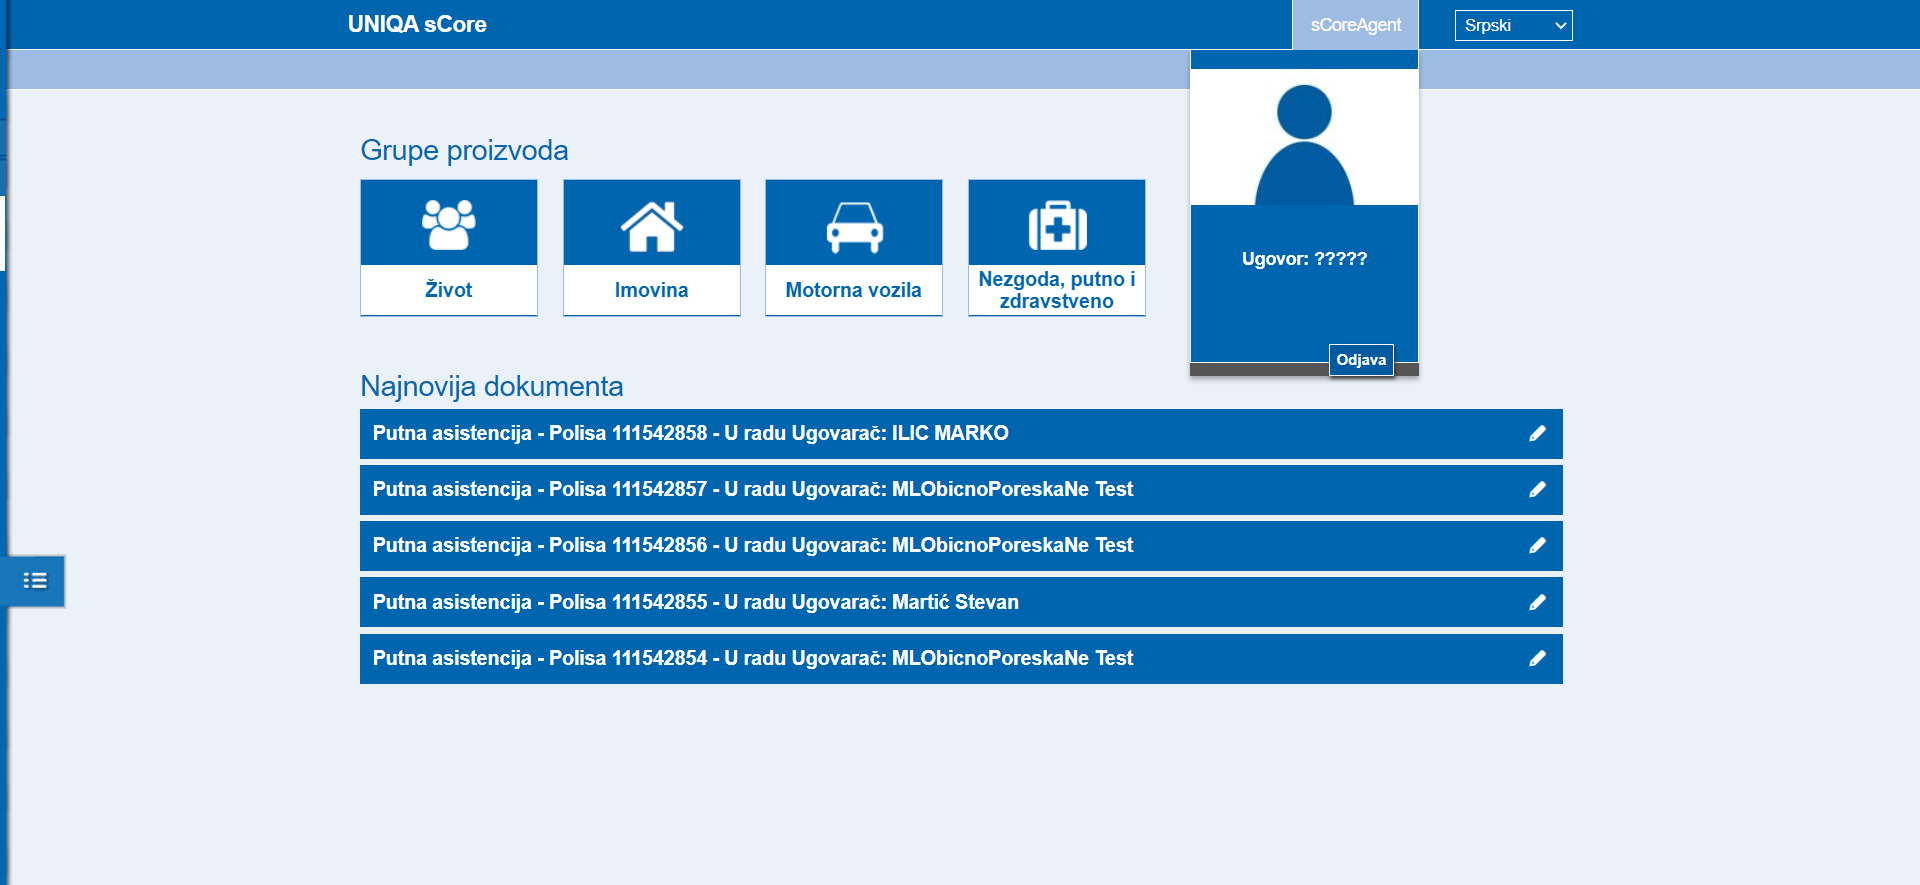 UNIQA sCore
sCoreAgent
Srpski
Grupe proizvoda
Život
Imovina
Motorna vozila
Nezgoda, putno i
zdravstveno
Ugovor: ?????
Odjava
Najnovija dokumenta
Putna asistencija - Polisa 111542858 - U radu Ugovarač: ILIC MARKO
Putna asistencija - Polisa 111542857 - U radu Ugovarač: MLObicnoPoreskaNe Test
Putna asistencija - Polisa 111542856 - U radu Ugovarač: MLObicnoPoreskaNe Test
Putna asistencija - Polisa 111542855 - U radu Ugovarač: Martić Stevan
Putna asistencija - Polisa 111542854 - U radu Ugovarač: MLObicnoPoreskaNe Test